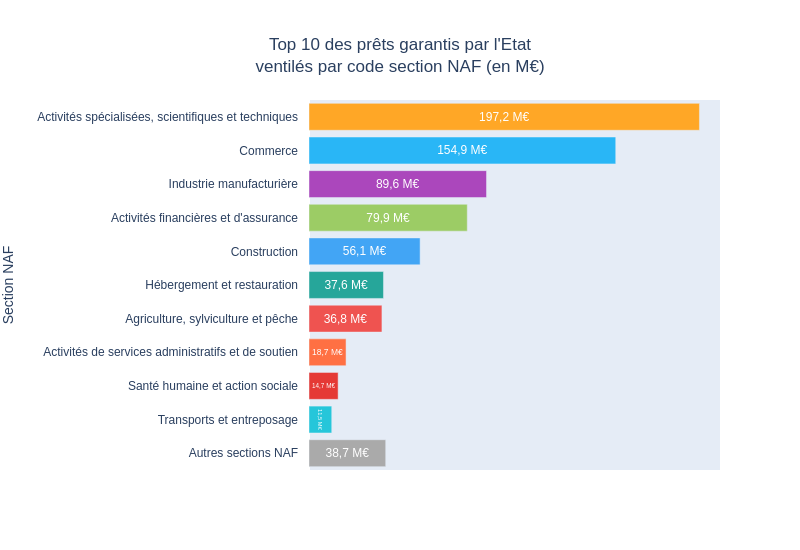 Top 10 des prêts garantis par l'Etat
ventilés par code section NAF (en M€)
Section NAF
Activités spécialisées, scientifiques et techniques 197,2 M€
Commerce 154,9 M€
Industrie manufacturière 89,6 M€
Activités financières et d'assurance 79,9 M€
Construction 56,1 M€
Hébergement et restauration 37,6 M€
Agriculture, sylviculture et pêche 36,8 M€
Activités de services administratifs et de soutien 18,7 M€
Santé humaine et action sociale 14,7 M€
Transports et entreposage 11,5 M€
Autres sections NAF 38,7 M€